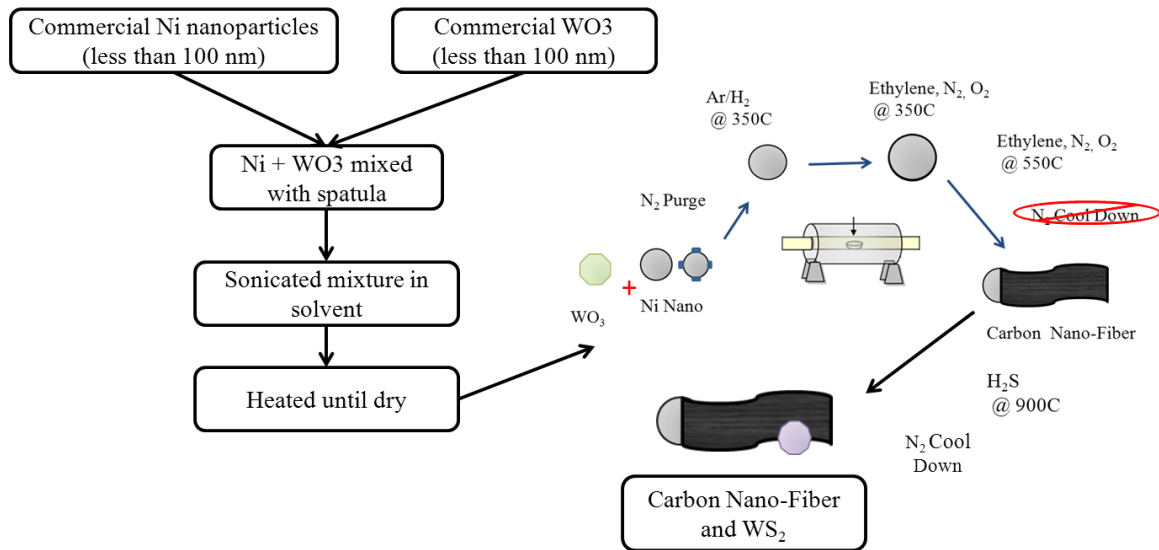 Commercial Ni nanoparticles
(less than 100 nm)
Commercial WO3
(less than 100 nm)
Ni + WO3 mixed
with spatula
Sonicated mixture in
solvent
Heated until dry
WO₃
+
Ni Nano
N₂ Purge
Ar/H₂
@ 350C
Ethylene, N₂, O₂
@ 350C
Ethylene, N₂, O₂
@ 550C
N₂ Cool Down
Carbon Nano-Fiber
H₂S
@ 900C
N₂ Cool
Down
Carbon Nano-Fiber
and WS₂